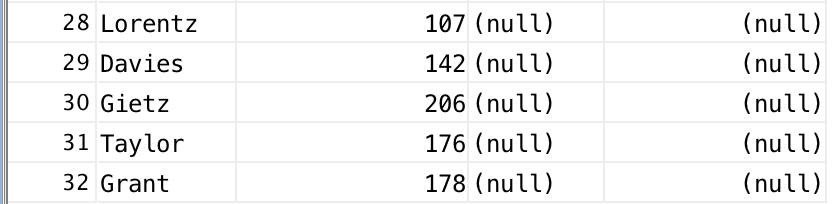 28 Lorentz 107 (null) (null)
29 Davies 142 (null) (null)
30 Gietz 206 (null) (null)
31 Taylor 176 (null) (null)
32 Grant 178 (null) (null)